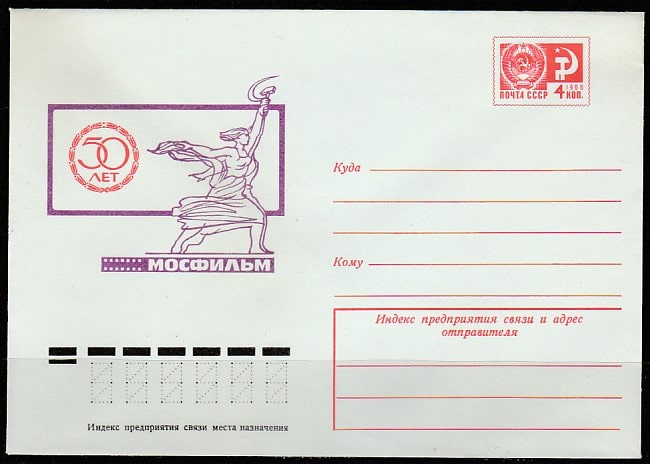 ПОЧТА СССР
1966
4 КОП.
50
ЛЕТ
МОСФИЛЬМ
Куда
Кому
Индекс предприятия связи и адрес
отправителя
Индекс предприятия связи места назначения